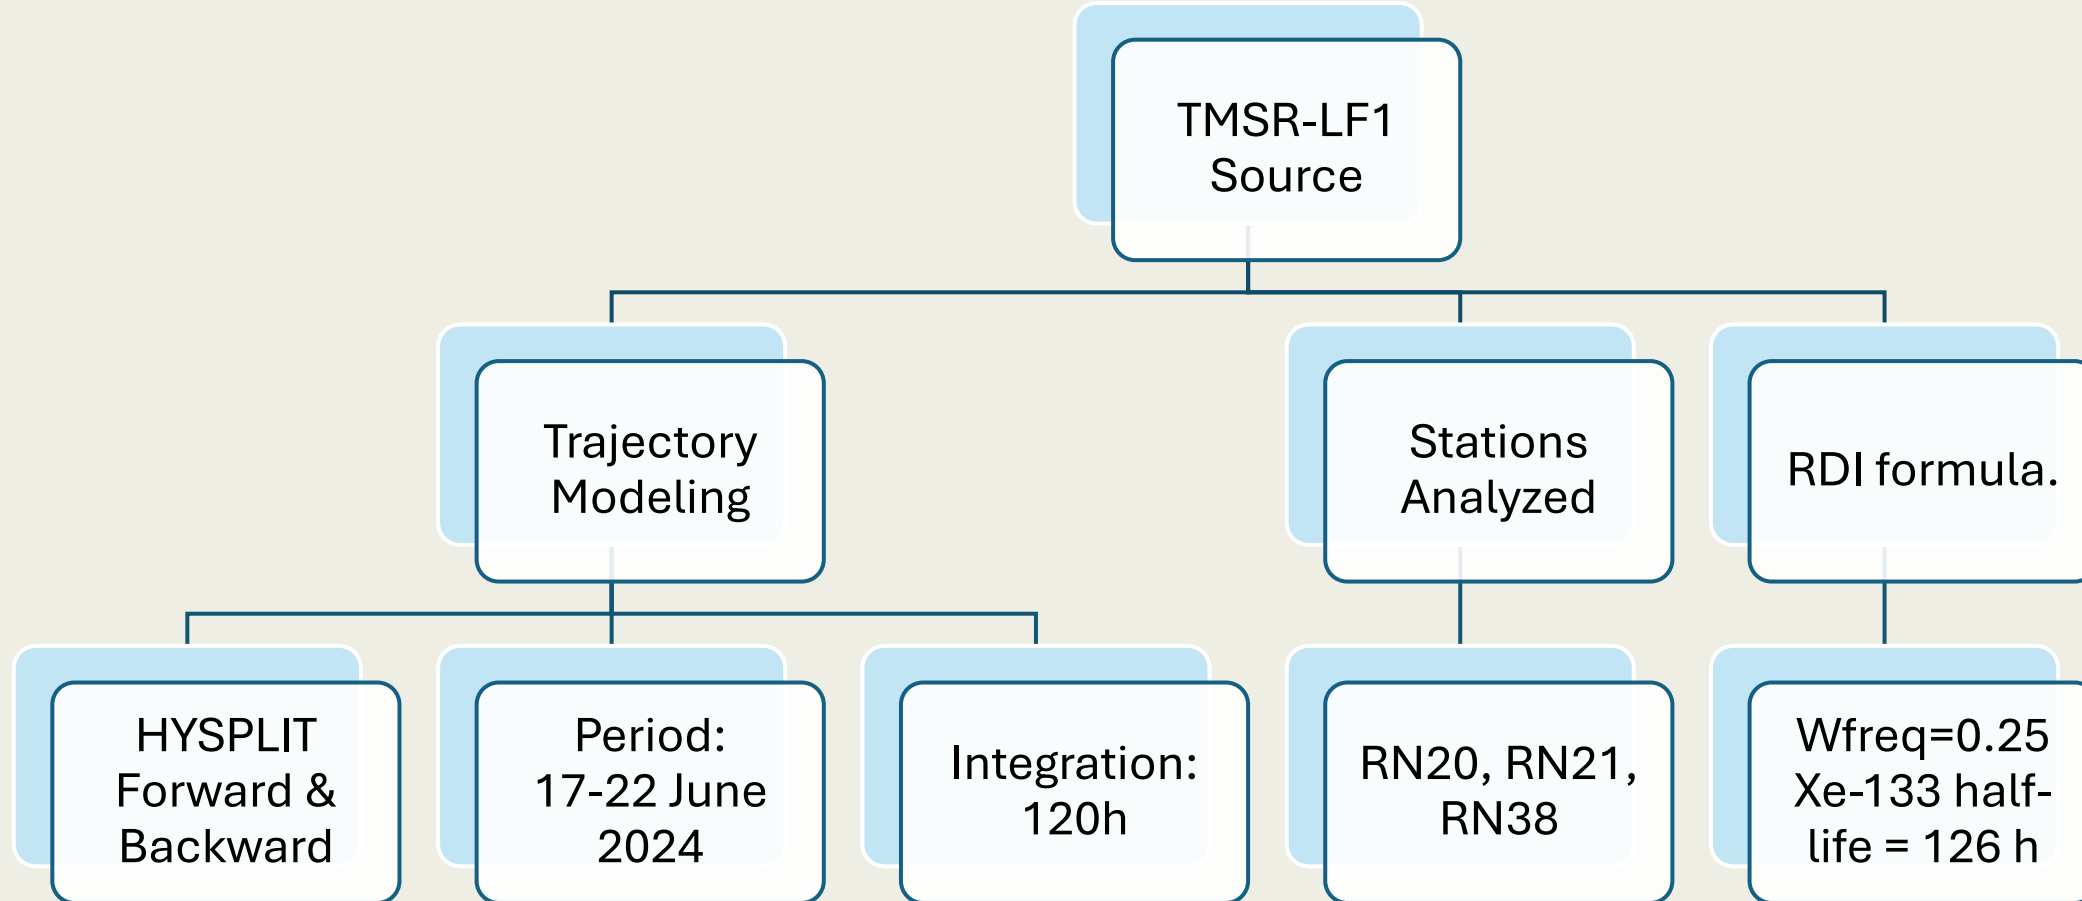 TMSR-LF1
Source
Trajectory
Modeling
Stations
Analyzed
RDI formula.
HYSPLIT
Forward &
Backward
Period:
17-22 June
2024
Integration:
120h
RN20, RN21,
RN38
Wfreq=0.25
Xe-133 half-
life = 126 h